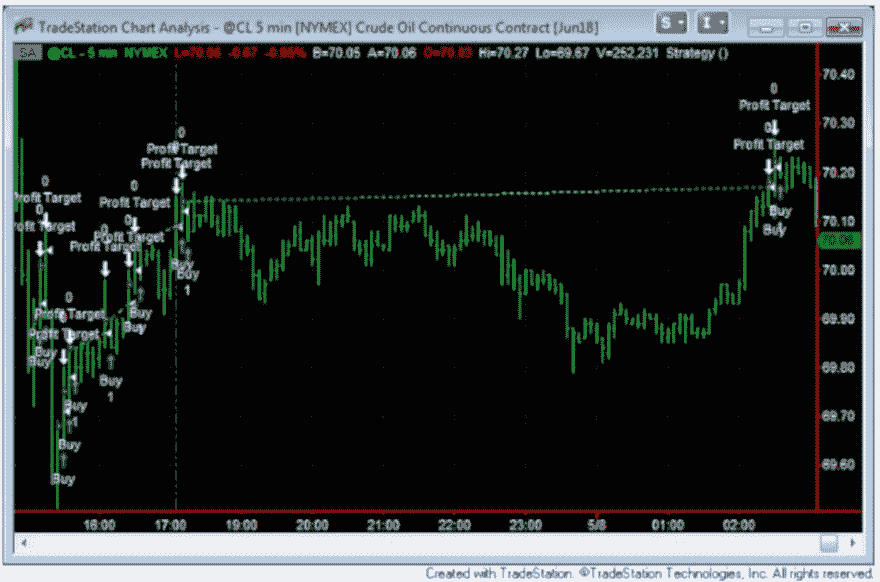 TradeStation Chart Analysis - @CL 5 min [NYMEX] Crude Oil Continuous Contract [Jun18]
S
I
SA @CL - 5 min NYMEX L=70.06 -0.67 B=70.05 A=70.06 Hi=70.27 Lo=69.67 V=252,231 Strategy ()
70.40
0
Profit Target
70.30
0
Profit Target
Profit Target
0
Profit Target
70.20
0
Profit Target
0
Profit Target
0
Profit Target
0
Profit Target
Profit Target
Buy
Buy
70.10
70.06
Buy
Buy
1
70.00
0
Profit Target
Profit Target
Buy
Buy
69.90
Buy
Buy
69.80
Buy
1
Buy
1
69.70
Buy
Buy
69.60
16:00 17:00 19:00 20:00 21:00 22:00 23:00 5/8 01:00 02:00
Created with TradeStation. ©TradeStation Technologies, Inc. All rights reserved.